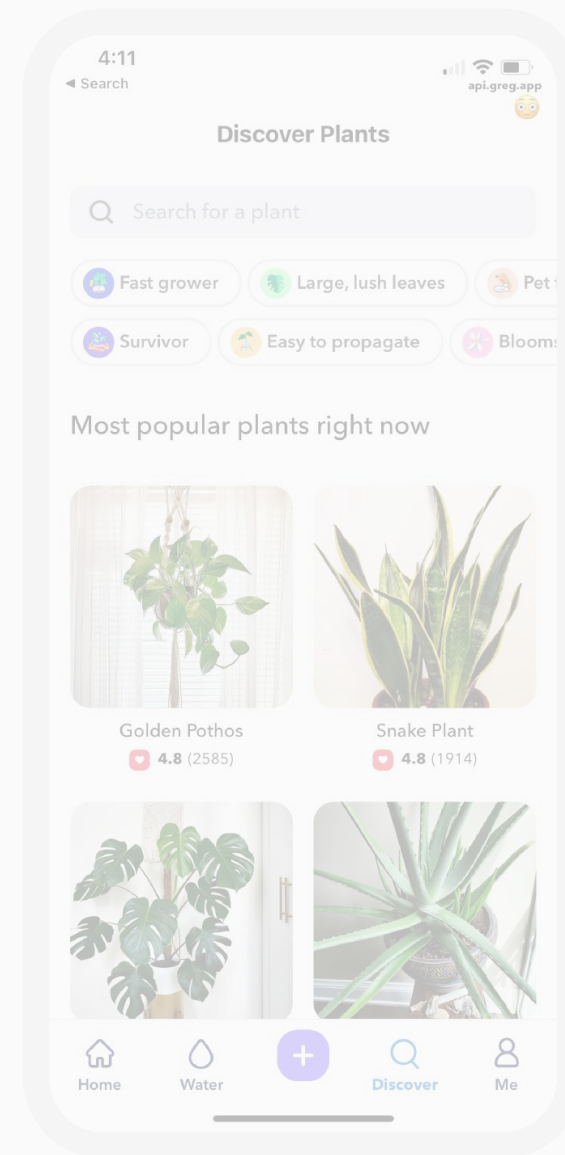 4:11
◀ Search
api.greg.app
Discover Plants
Search for a plant
Fast grower Large, lush leaves Pet
Survivor Easy to propagate Blooms
Most popular plants right now
Golden Pothos Snake Plant
4.8 (2585) 4.8 (1914)
Home Water + Discover Me